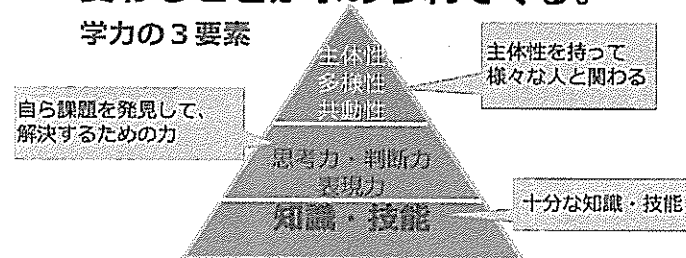 学力の3要素
主体性
多様性
共動性
主体性を持って
様々な人と関わる
自ら課題を発見して、
解決するための力
思考力・判断力
表現力
知識・技能
十分な知識・技能